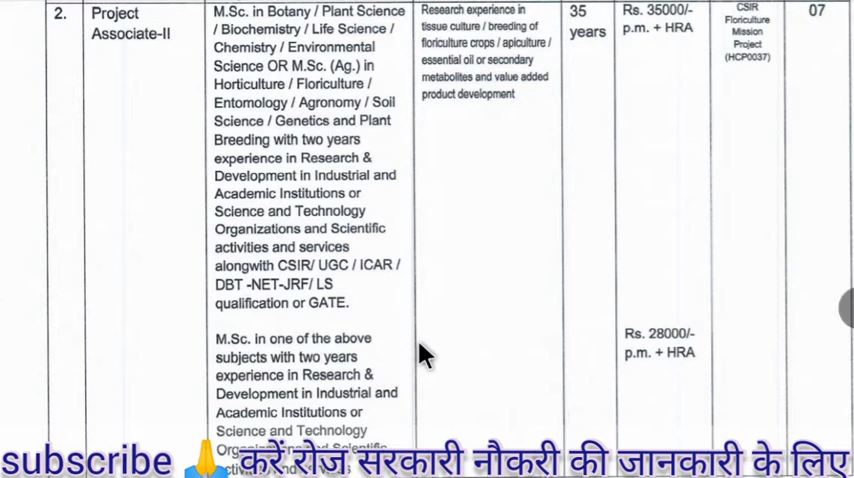 2.
Project
Associate-II
M.Sc. in Botany / Plant Science
/ Biochemistry / Life Science /
Chemistry / Environmental
Science OR M.Sc. (Ag.) in
Horticulture / Floriculture /
Entomology / Agronomy / Soil
Science / Genetics and Plant
Breeding with two years
experience in Research &
Development in Industrial and
Academic Institutions or
Science and Technology
Organizations and Scientific
activities and services
alongwith CSIR/ UGC / ICAR /
DBT -NET-JRF/ LS
qualification or GATE.
M.Sc. in one of the above
subjects with two years
experience in Research &
Development in Industrial and
Academic Institutions or
Science and Technology
Research experience in
tissue culture / breeding of
floriculture crops / apiculture /
essential oil or secondary
metabolites and value added
product development
35
years
Rs. 35000/-
p.m. + HRA
Rs. 28000/-
p.m. + HRA
CSIR
Floriculture
Mission
Project
(HCP0037)
07
subscribe 🙏 करें रोज सरकारी नौकरी की जानकारी के लिए